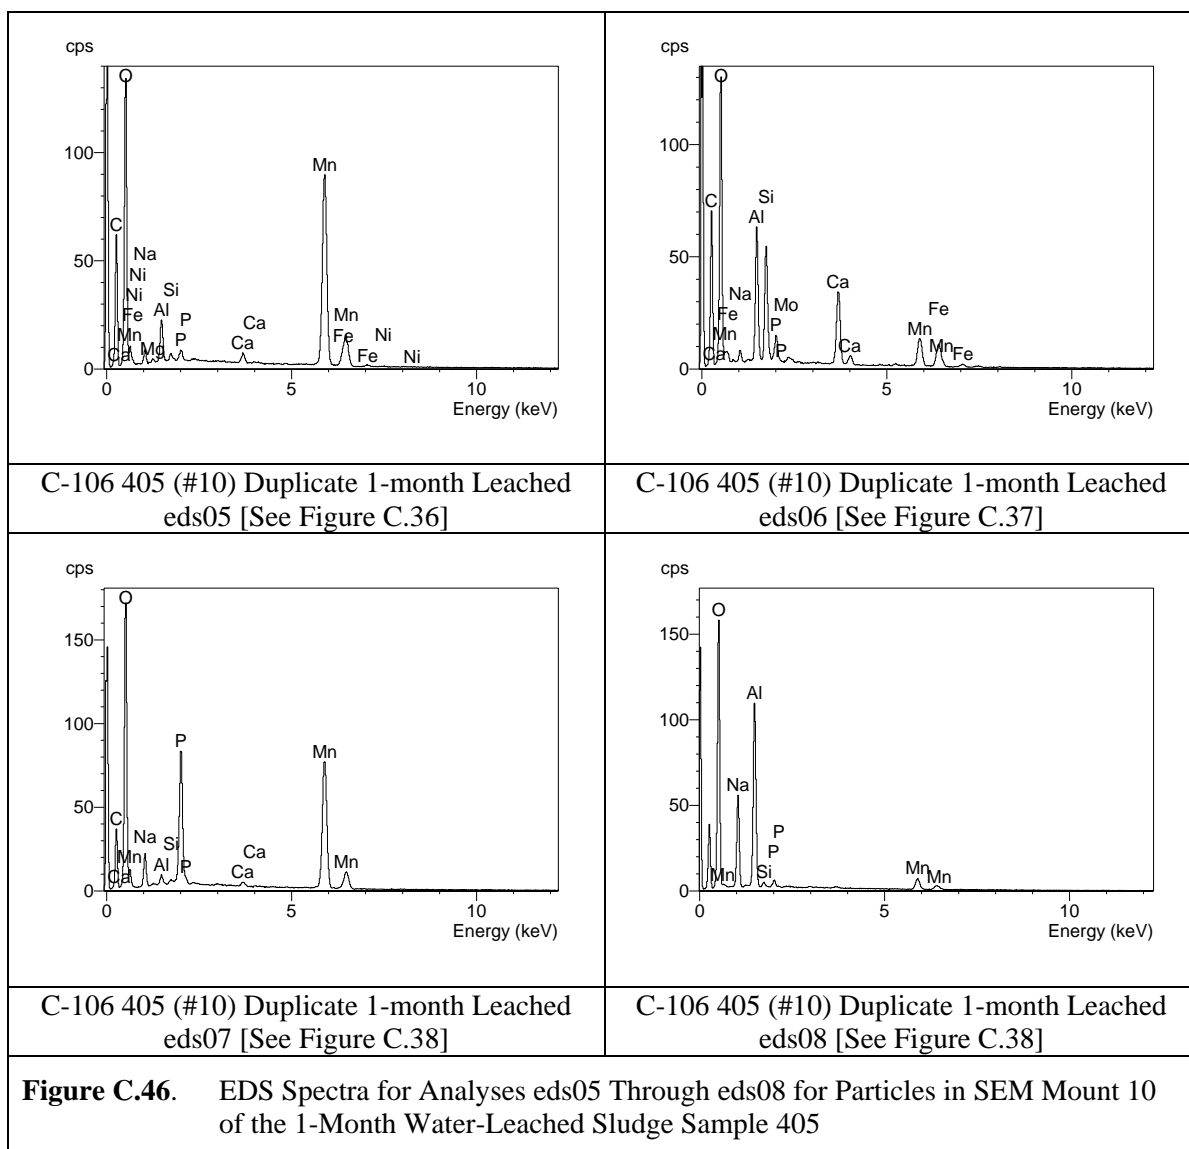 cps
O
100
Mn
C
50
Na
Ni
Ni Si
Fe Al P
Mn
Ca Mg P
Ca
Ca
Mn
Fe
Fe
Ni
Ni
0
0 5 10
Energy (keV)
C-106 405 (#10) Duplicate 1-month Leached
eds05 [See Figure C.36]
cps
O
100
C
Si
Al
50
Na
Fe
Mn
Ca
Mo
P
P
Ca
Ca
Fe
Mn
Mn
Fe
0
0 5 10
Energy (keV)
C-106 405 (#10) Duplicate 1-month Leached
eds06 [See Figure C.37]
cps
O
150
100
P
Mn
50
C
Na
Mn
Ca
Si
Al
P
Ca
Ca
Mn
0
0 5 10
Energy (keV)
C-106 405 (#10) Duplicate 1-month Leached
eds07 [See Figure C.38]
cps
O
150
Al
100
Na
50
P
P
Mn
Si
Mn
Mn
0
0 5 10
Energy (keV)
C-106 405 (#10) Duplicate 1-month Leached
eds08 [See Figure C.38]
Figure C.46. EDS Spectra for Analyses eds05 Through eds08 for Particles in SEM Mount 10
of the 1-Month Water-Leached Sludge Sample 405